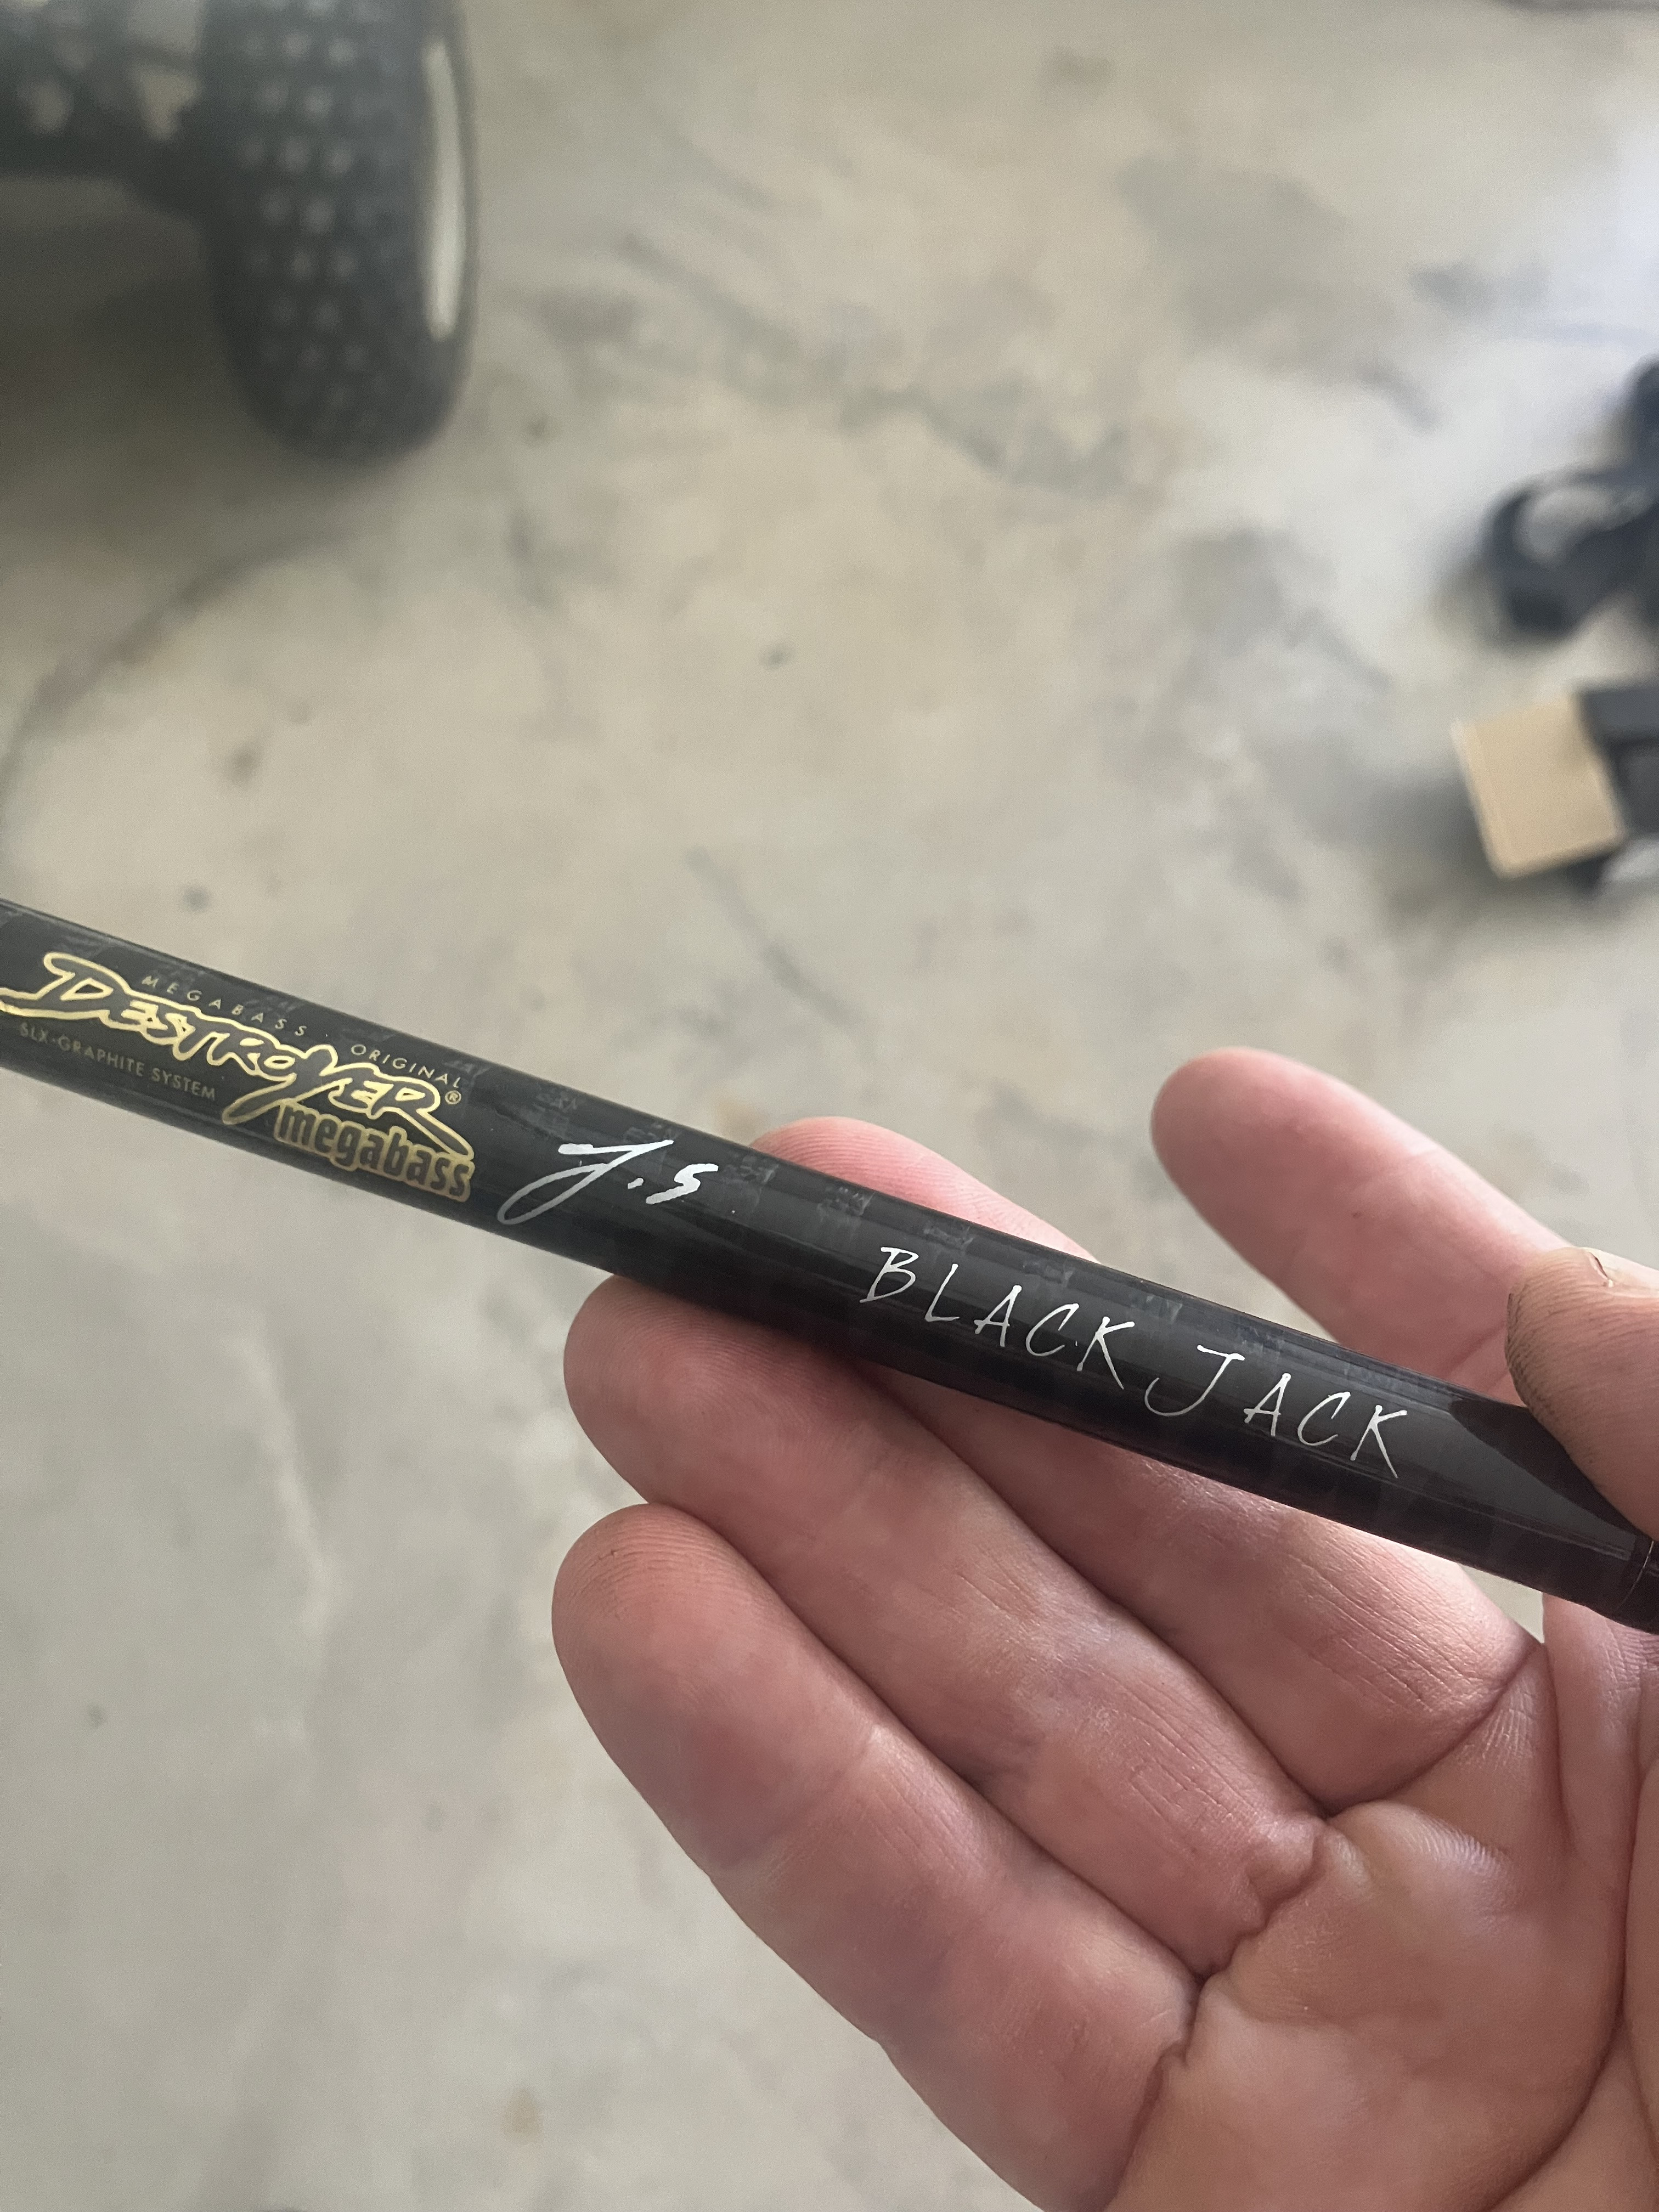 MEGABASS ORIGINAL
DESTROYER®
SLX-GRAPHITE SYSTEM
megabass
J.S
BLACK JACK